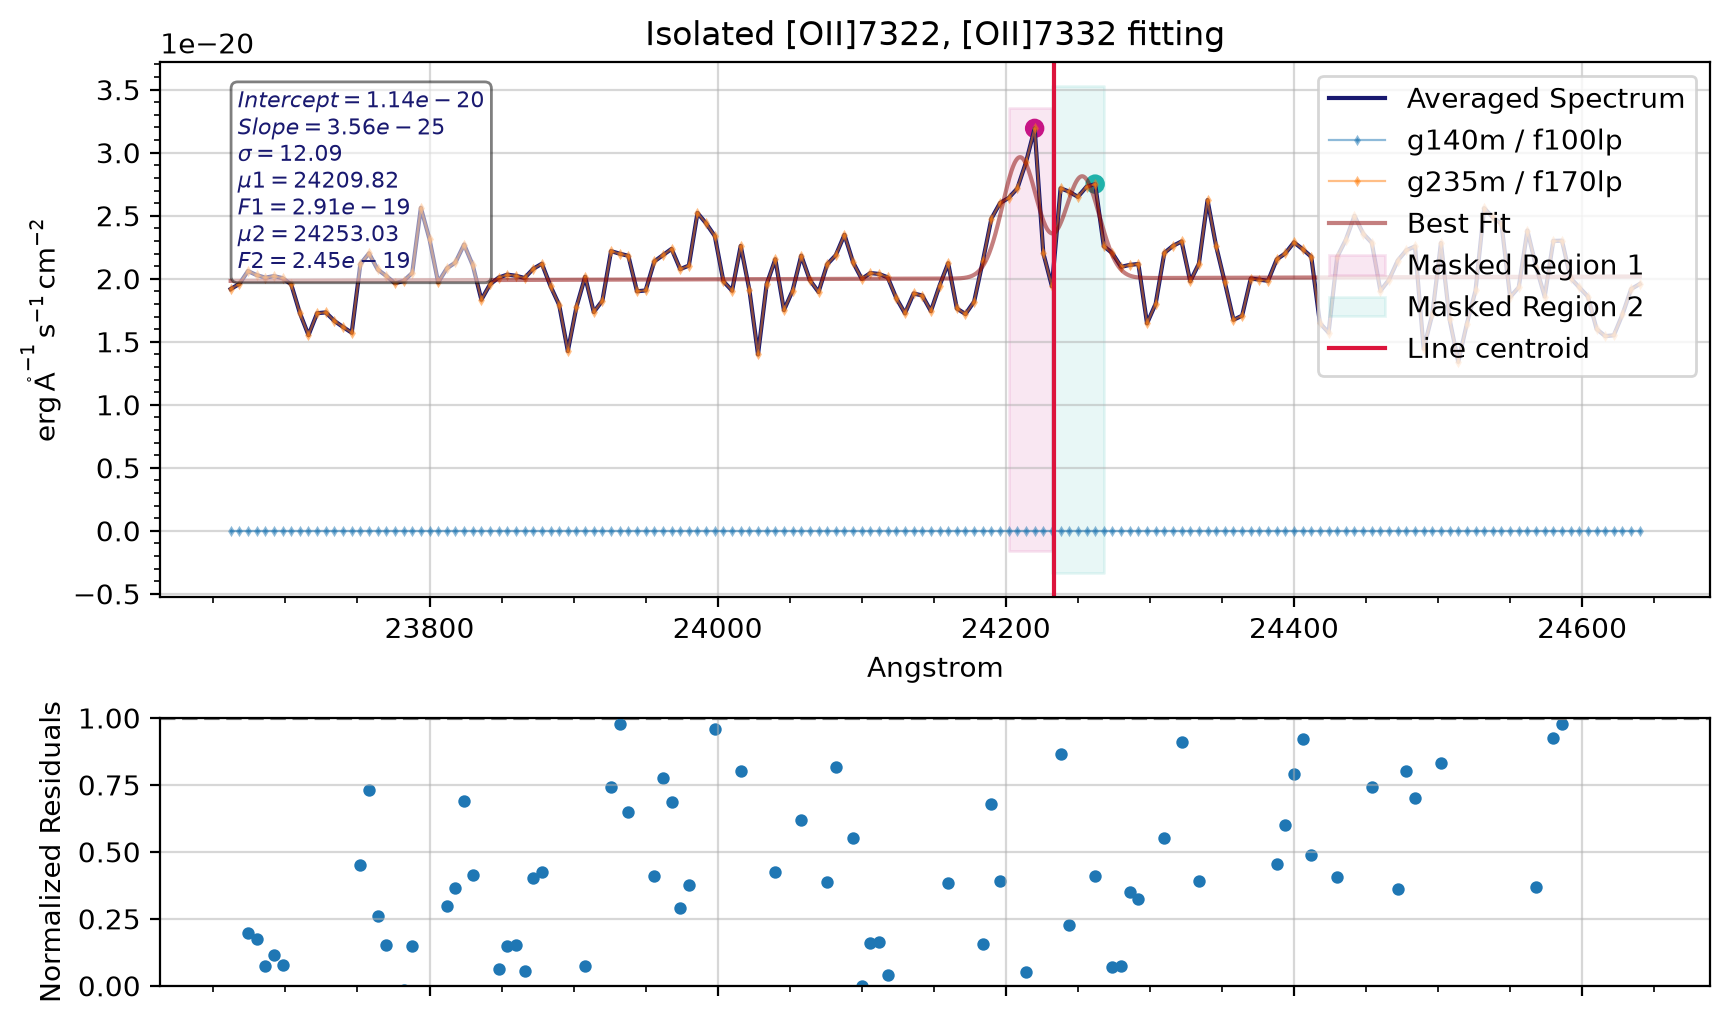 Isolated [OII]7322, [OII]7332 fitting
1e−20
3.5
3.0
2.5
2.0
1.5
1.0
0.5
0.0
−0.5
erg Å⁻¹ s⁻¹ cm⁻²
Intercept = 1.14e − 20
Slope = 3.56e − 25
σ = 12.09
μ1 = 24209.82
F1 = 2.91e − 19
μ2 = 24253.03
F2 = 2.45e − 19
Averaged Spectrum
g140m / f100lp
g235m / f170lp
Best Fit
Masked Region 1
Masked Region 2
Line centroid
23800 24000 24200 24400 24600
Angstrom
Normalized Residuals
1.00
0.75
0.50
0.25
0.00